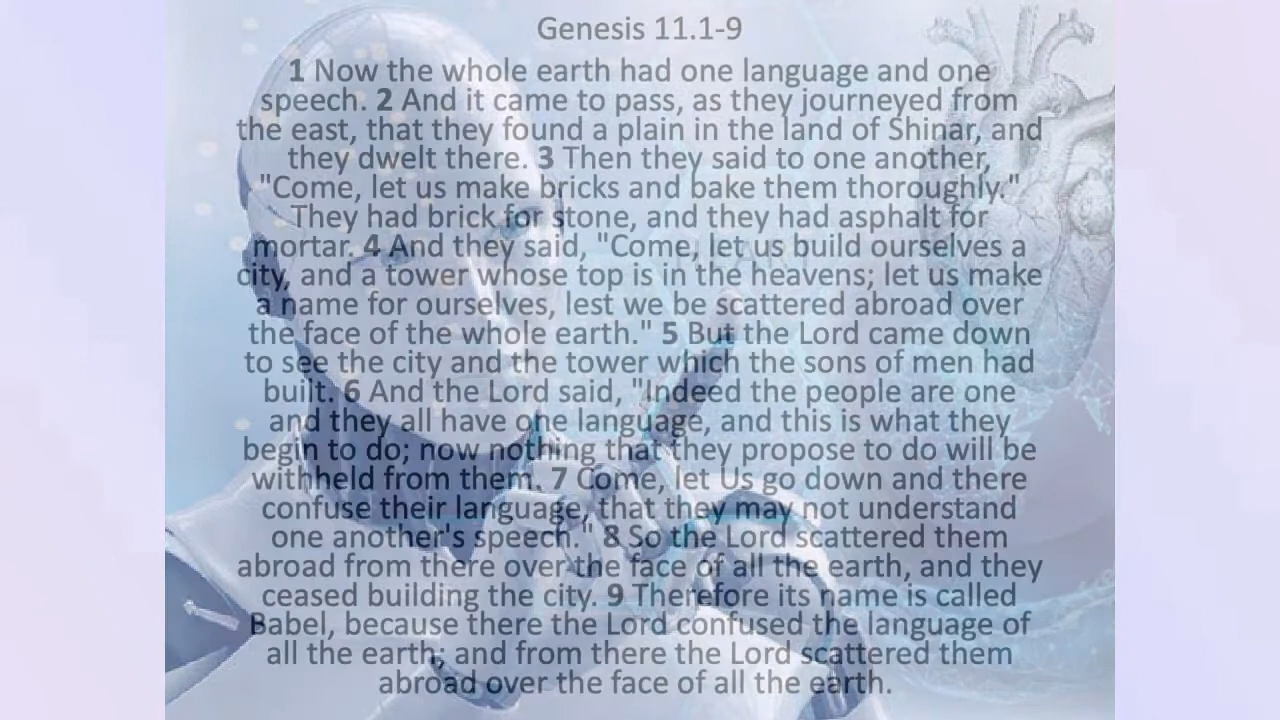 Genesis 11.1-9
1 Now the whole earth had one language and one
speech. 2 And it came to pass, as they journeyed from
the east, that they found a plain in the land of Shinar, and
they dwelt there. 3 Then they said to one another,
"Come, let us make bricks and bake them thoroughly."
They had brick for stone, and they had asphalt for
mortar. 4 And they said, "Come, let us build ourselves a
city, and a tower whose top is in the heavens; let us make
a name for ourselves, lest we be scattered abroad over
the face of the whole earth." 5 But the Lord came down
to see the city and the tower which the sons of men had
built. 6 And the Lord said, "Indeed the people are one
and they all have one language, and this is what they
begin to do; now nothing that they propose to do will be
withheld from them. 7 Come, let Us go down and there
confuse their language, that they may not understand
one another's speech." 8 So the Lord scattered them
abroad from there over the face of all the earth, and they
ceased building the city. 9 Therefore its name is called
Babel, because there the Lord confused the language of
all the earth; and from there the Lord scattered them
abroad over the face of all the earth.